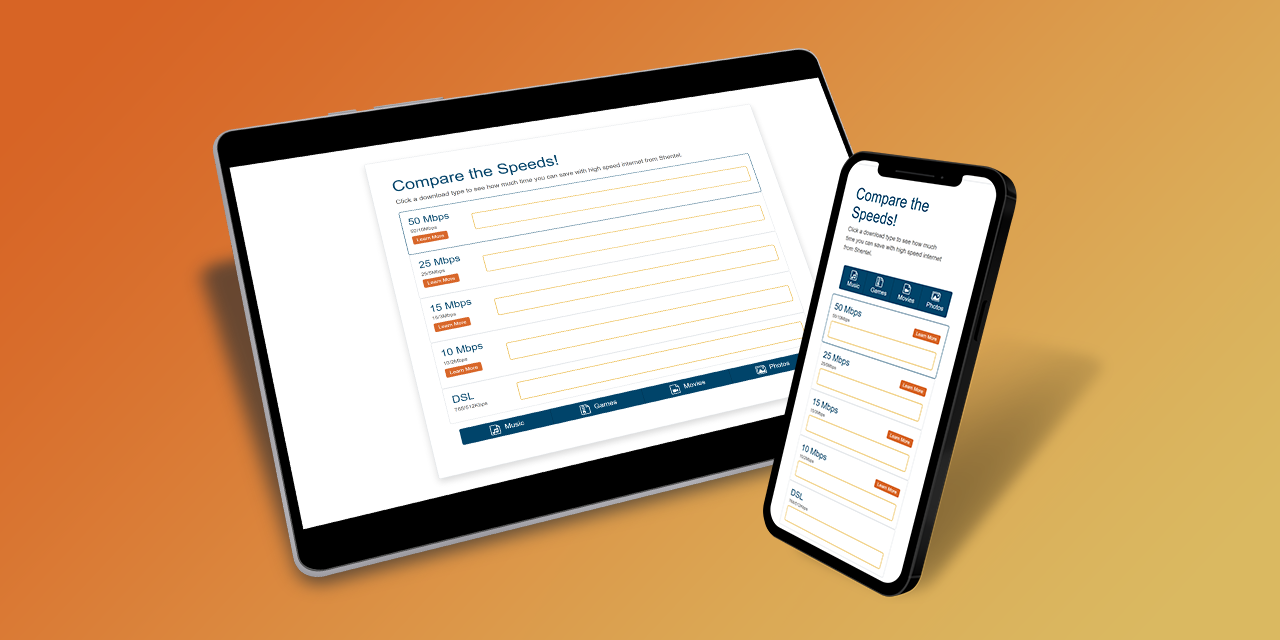 Compare the Speeds!
Click a download type to see how much time you can save with high speed internet from Shentel.
50 Mbps
50/10Mbps
Learn More
25 Mbps
25/5Mbps
Learn More
15 Mbps
15/3Mbps
Learn More
10 Mbps
10/2Mbps
Learn More
DSL
768/512Kbps
Music
Games
Movies
Photos
Compare the
Speeds!
Click a download type to see how much
time you can save with high speed internet
from Shentel.
Music
Games
Movies
Photos
50 Mbps
50/10Mbps
Learn More
25 Mbps
25/5Mbps
Learn More
15 Mbps
15/3Mbps
Learn More
10 Mbps
10/2Mbps
Learn More
DSL
768/512Kbps